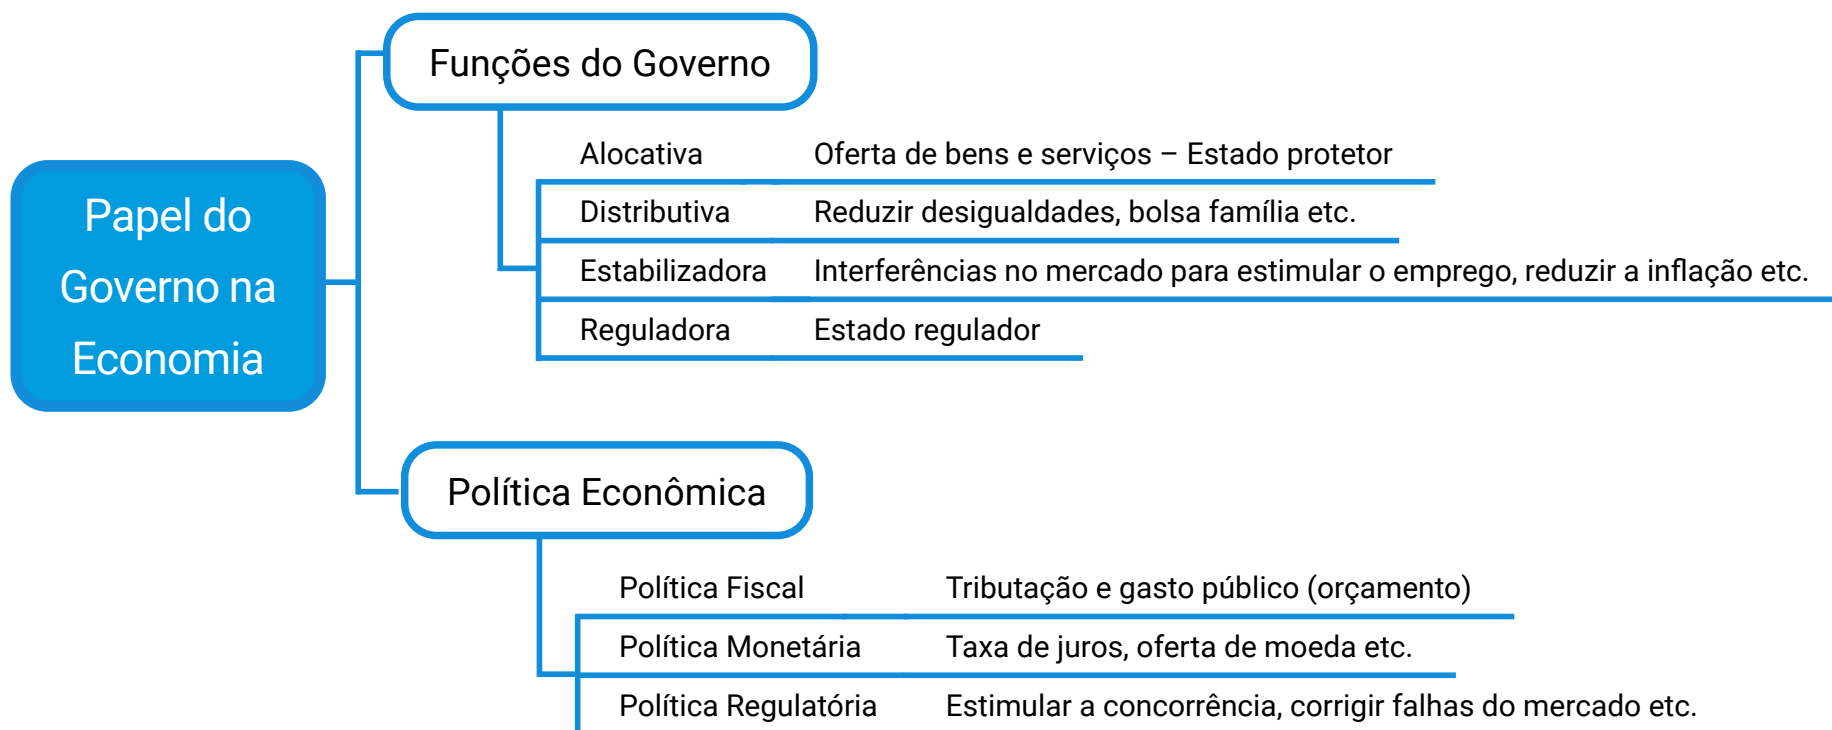 Papel do
Governo na
Economia
Funções do Governo
Alocativa Oferta de bens e serviços – Estado protetor
Distributiva Reduzir desigualdades, bolsa família etc.
Estabilizadora Interferências no mercado para estimular o emprego, reduzir a inflação etc.
Reguladora Estado regulador
Política Econômica
Política Fiscal Tributação e gasto público (orçamento)
Política Monetária Taxa de juros, oferta de moeda etc.
Política Regulatória Estimular a concorrência, corrigir falhas do mercado etc.